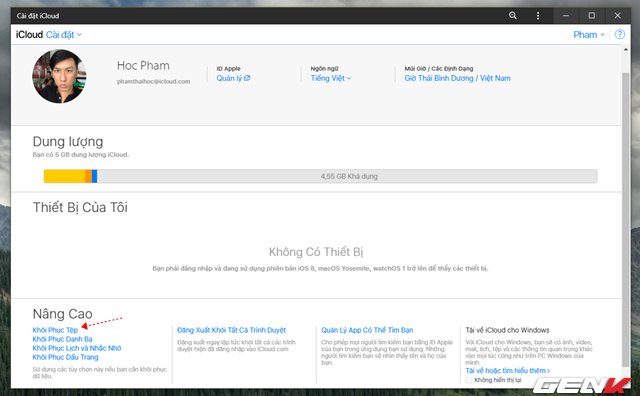 Cài đặt iCloud
iCloud Cài đặt
Pham
Hoc Pham
phamthaihoc@icloud.com
ID Apple
Quản lý
Ngôn ngữ
Tiếng Việt
Múi Giờ / Các Định Dạng
Giờ Thái Bình Dương / Việt Nam
Dung lượng
Bạn có 5 GB dung lượng iCloud.
4,55 GB Khả dụng
Thiết Bị Của Tôi
Không Có Thiết Bị
Bạn phải đăng nhập và đang sử dụng phiên bản iOS 8, macOS Yosemite, watchOS 1 trở lên để thấy các thiết bị.
Nâng Cao
Khôi Phục Tệp
Khôi Phục Danh Bạ
Khôi Phục Lịch và Nhắc Nhở
Khôi Phục Dấu Trang
Sử dụng các tùy chọn này nếu bạn cần khôi phục
dữ liệu.
Đăng Xuất Khỏi Tất Cả Trình Duyệt
Đăng xuất ngay lập tức khỏi tất cả các trình
duyệt hiện đã đăng nhập vào iCloud.com
Quản Lý App Có Thể Tìm Bạn
Cho phép mọi người tìm kiếm bạn bằng ID Apple
của bạn trong ứng dụng bạn sử dụng. Những
người tìm kiếm bạn sẽ nhìn thấy tên và họ của
bạn.
Tải về iCloud cho Windows
Với iCloud cho Windows, bạn sẽ có ảnh, video,
mail, lịch, tệp và các thông tin quan trọng khác
vào mọi lúc cũng như trên PC Windows của
mình.
Tải về hoặc tìm hiểu thêm
Không hiển thị lại
GENK